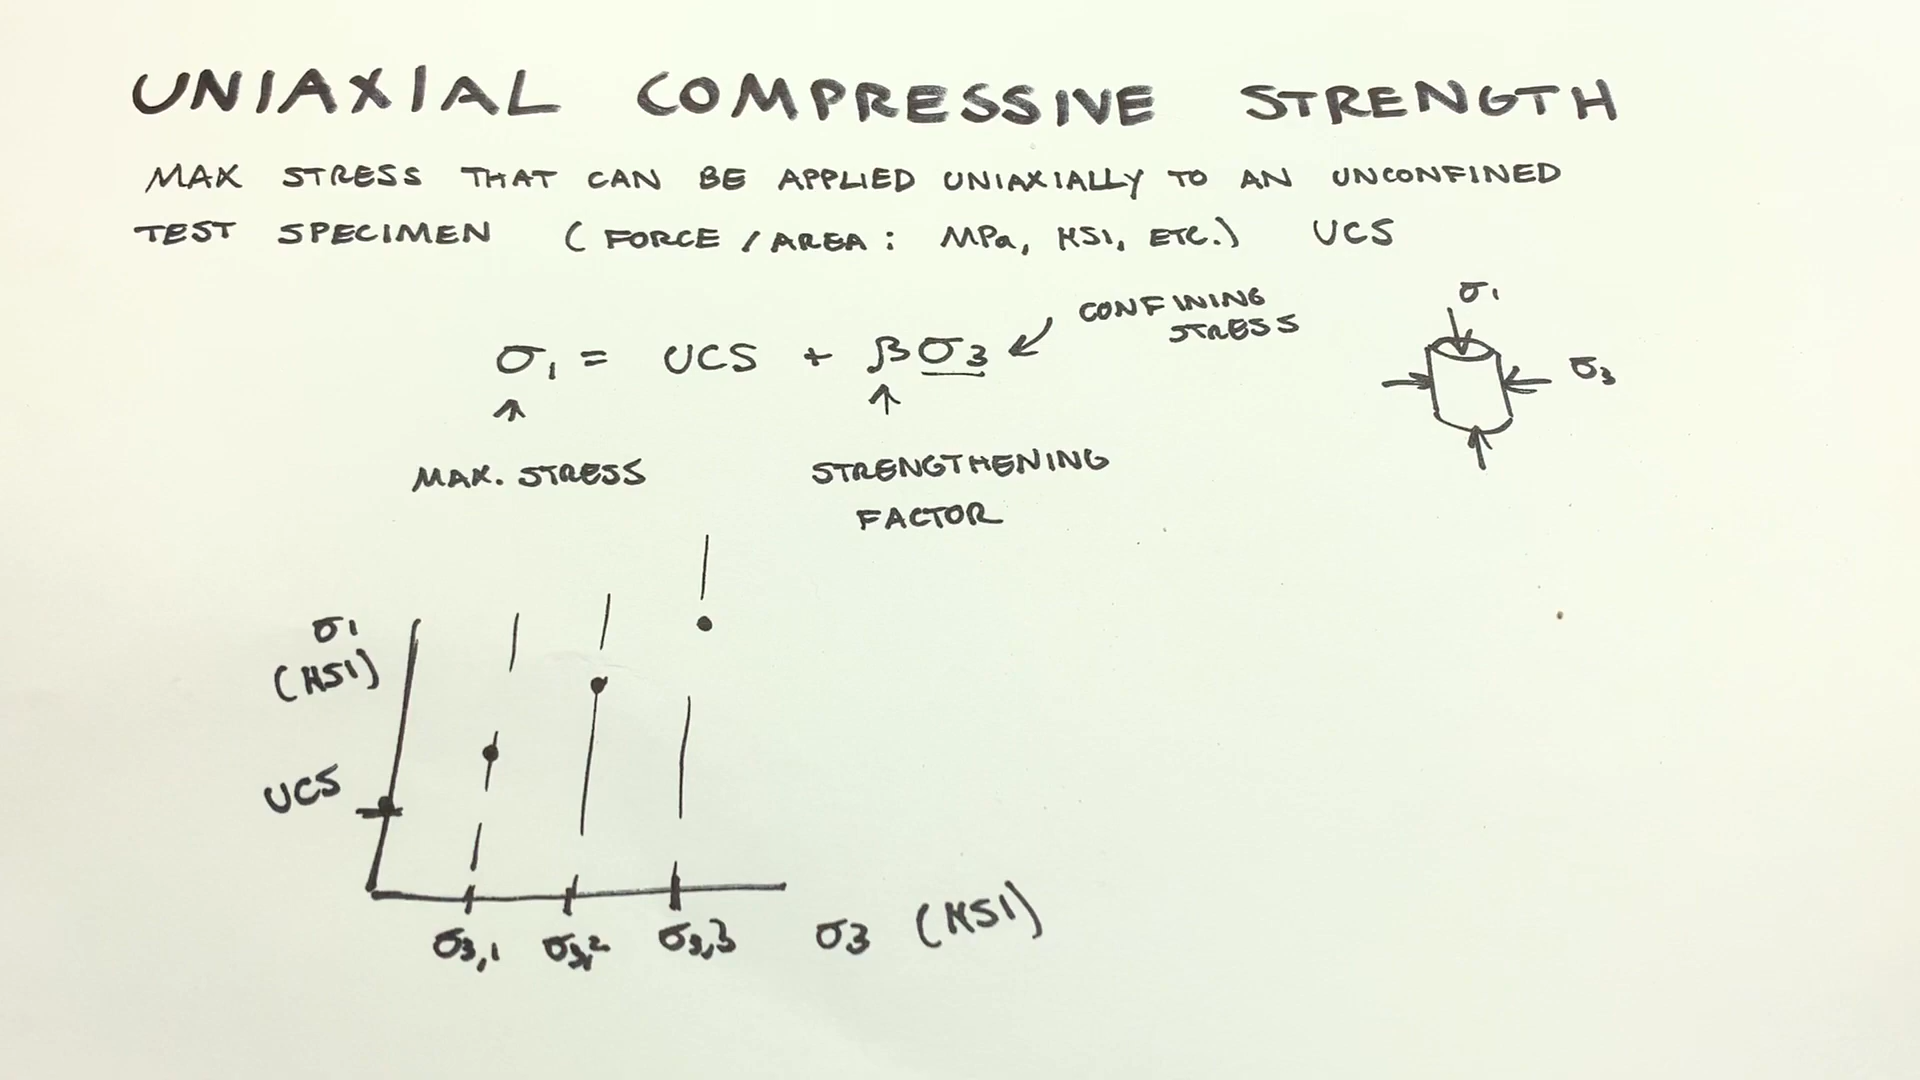 UNIAXIAL COMPRESSIVE STRENGTH
MAX STRESS THAT CAN BE APPLIED UNIAXIALLY TO AN UNCONFINED
TEST SPECIMEN (FORCE / AREA: MPa, KSI, ETC.) UCS
σ1 = UCS + βσ3
CONFINING
STRESS
σ1
σ3
MAX. STRESS
STRENGTHENING
FACTOR
σ1
(KSI)
UCS
σ3,1 σ3,2 σ3,3 σ3 (KSI)